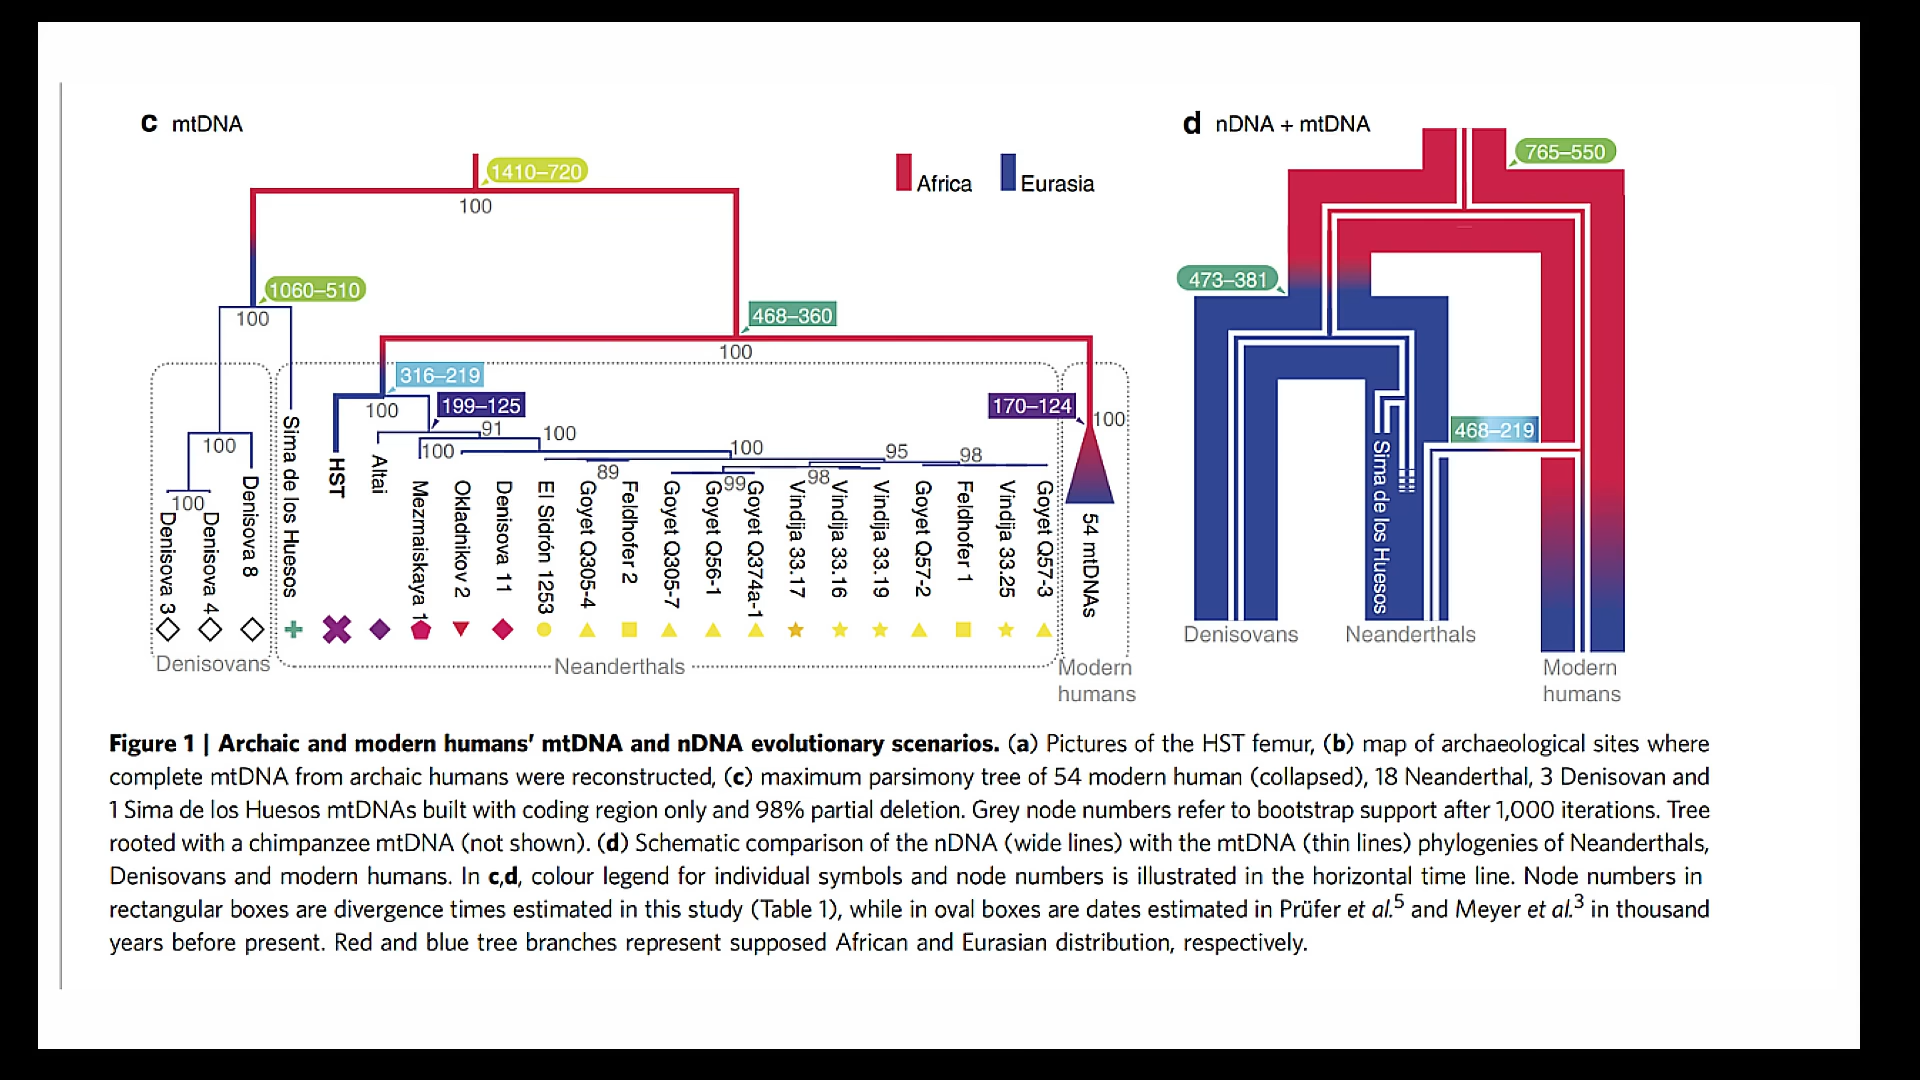 c mtDNA
1410–720
100
Africa
Eurasia
1060–510
100
468–360
100
316–219
100
199–125
91
100
100
100
89
99
98
95
98
170–124
100
100
100
Denisova 3
Denisova 4
Denisova 8
Sima de los Huesos
HST
Altai
Mezmaiskaya 1
Okladnikov 2
Denisova 11
El Sidrón 1253
Goyet Q305-4
Feldhofer 2
Goyet Q305-7
Goyet Q56-1
Goyet Q374a-1
Vindija 33.17
Vindija 33.16
Vindija 33.19
Goyet Q57-2
Feldhofer 1
Vindija 33.25
Goyet Q57-3
54 mtDNAs
Denisovans
Neanderthals
Modern
humans
d nDNA + mtDNA
765–550
473–381
468–219
Sima de los Huesos
Denisovans
Neanderthals
Modern
humans
Figure 1 | Archaic and modern humans’ mtDNA and nDNA evolutionary scenarios. (a) Pictures of the HST femur, (b) map of archaeological sites where
complete mtDNA from archaic humans were reconstructed, (c) maximum parsimony tree of 54 modern human (collapsed), 18 Neanderthal, 3 Denisovan and
1 Sima de los Huesos mtDNAs built with coding region only and 98% partial deletion. Grey node numbers refer to bootstrap support after 1,000 iterations. Tree
rooted with a chimpanzee mtDNA (not shown). (d) Schematic comparison of the nDNA (wide lines) with the mtDNA (thin lines) phylogenies of Neanderthals,
Denisovans and modern humans. In c,d, colour legend for individual symbols and node numbers is illustrated in the horizontal time line. Node numbers in
rectangular boxes are divergence times estimated in this study (Table 1), while in oval boxes are dates estimated in Prüfer et al.5 and Meyer et al.3 in thousand
years before present. Red and blue tree branches represent supposed African and Eurasian distribution, respectively.